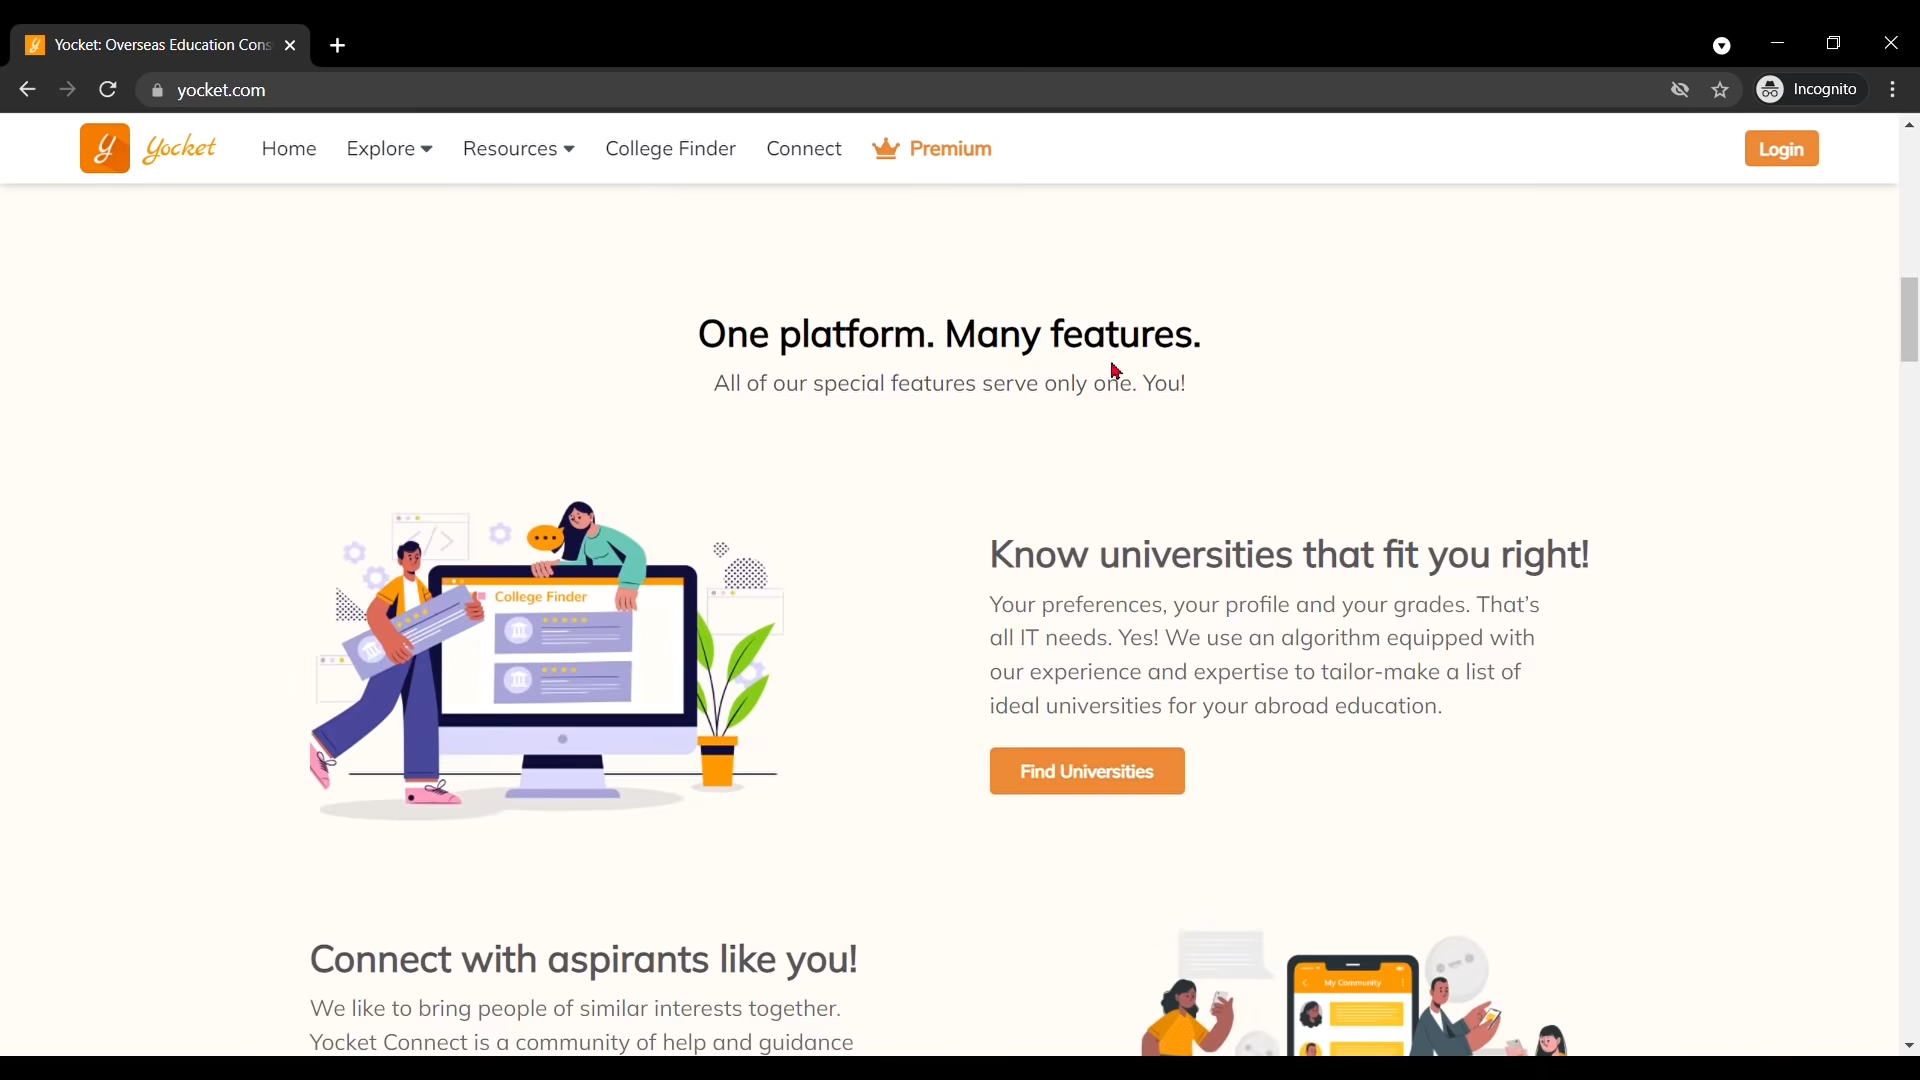 Yocket: Overseas Education Cons
yocket.com
Incognito
y yocket
Home
Explore
Resources
College Finder
Connect
Premium
Login
One platform. Many features.
All of our special features serve only one. You!
College Finder
Know universities that fit you right!
Your preferences, your profile and your grades. That's
all IT needs. Yes! We use an algorithm equipped with
our experience and expertise to tailor-make a list of
ideal universities for your abroad education.
Find Universities
Connect with aspirants like you!
We like to bring people of similar interests together.
Yocket Connect is a community of help and guidance
My Community